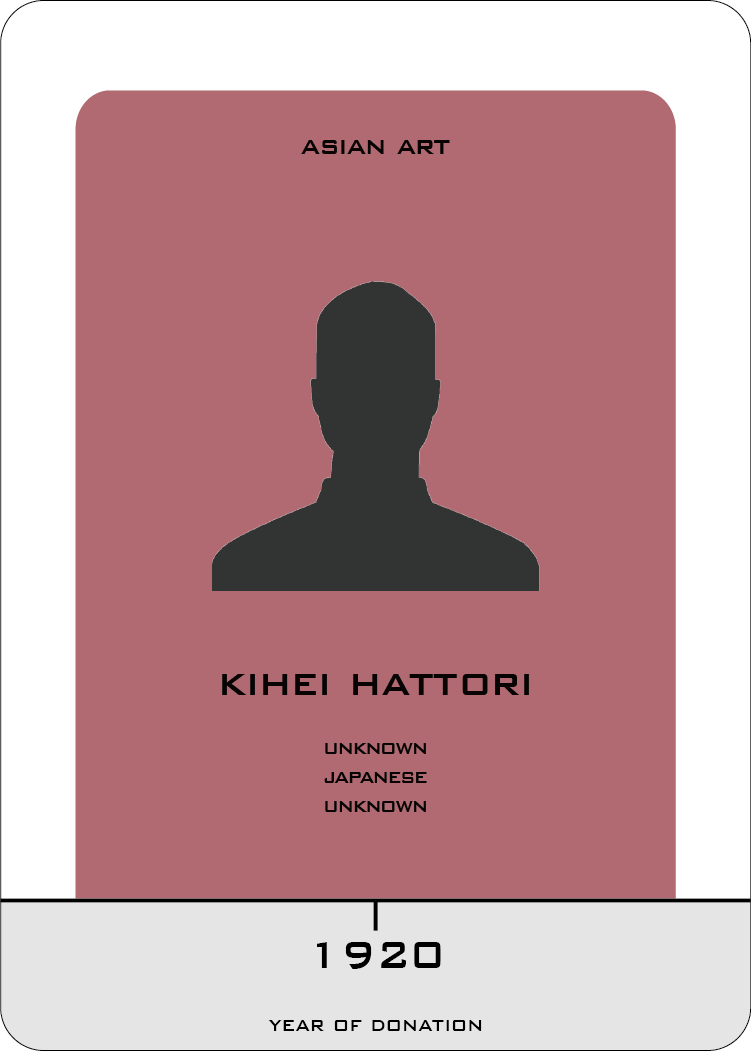 ASIAN ART
KIHEI HATTORI
UNKNOWN
JAPANESE
UNKNOWN
1920
YEAR OF DONATION